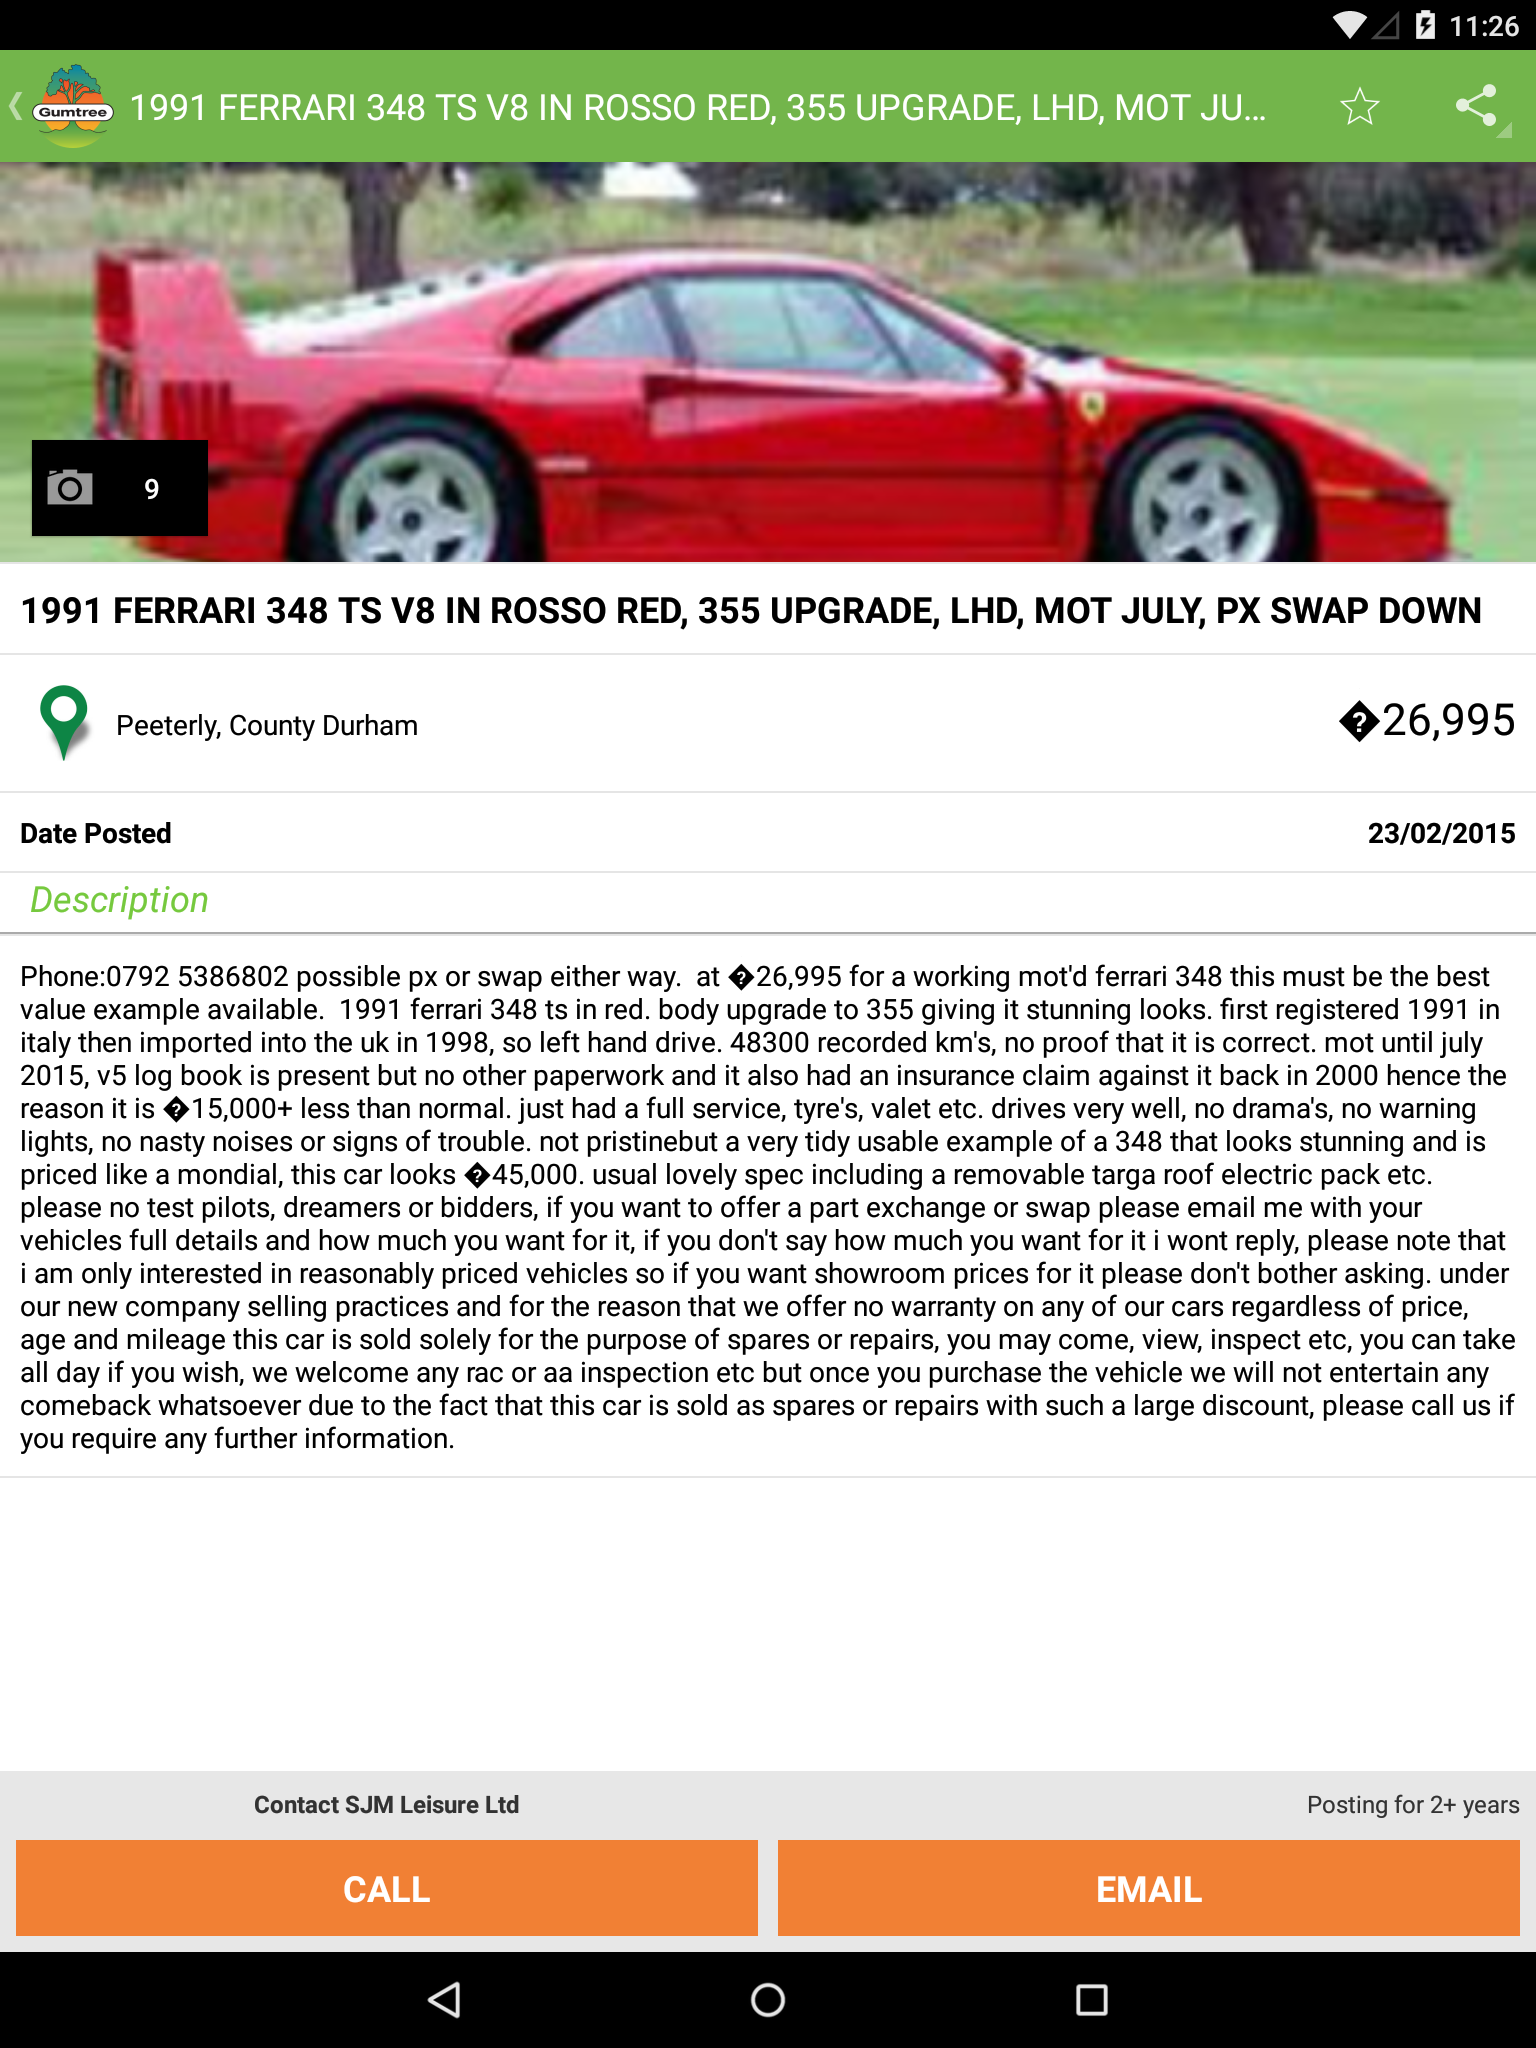 11:26
Gumtree
1991 FERRARI 348 TS V8 IN ROSSO RED, 355 UPGRADE, LHD, MOT JU...
9
1991 FERRARI 348 TS V8 IN ROSSO RED, 355 UPGRADE, LHD, MOT JULY, PX SWAP DOWN
Peeterly, County Durham
�26,995
Date Posted
23/02/2015
Description
Phone:0792 5386802 possible px or swap either way.  at �26,995 for a working mot'd ferrari 348 this must be the best
value example available.  1991 ferrari 348 ts in red. body upgrade to 355 giving it stunning looks. first registered 1991 in
italy then imported into the uk in 1998, so left hand drive. 48300 recorded km's, no proof that it is correct. mot until july
2015, v5 log book is present but no other paperwork and it also had an insurance claim against it back in 2000 hence the
reason it is �15,000+ less than normal. just had a full service, tyre's, valet etc. drives very well, no drama's, no warning
lights, no nasty noises or signs of trouble. not pristinebut a very tidy usable example of a 348 that looks stunning and is
priced like a mondial, this car looks �45,000. usual lovely spec including a removable targa roof electric pack etc.
please no test pilots, dreamers or bidders, if you want to offer a part exchange or swap please email me with your
vehicles full details and how much you want for it, if you don't say how much you want for it i wont reply, please note that
i am only interested in reasonably priced vehicles so if you want showroom prices for it please don't bother asking. under
our new company selling practices and for the reason that we offer no warranty on any of our cars regardless of price,
age and mileage this car is sold solely for the purpose of spares or repairs, you may come, view, inspect etc, you can take
all day if you wish, we welcome any rac or aa inspection etc but once you purchase the vehicle we will not entertain any
comeback whatsoever due to the fact that this car is sold as spares or repairs with such a large discount, please call us if
you require any further information.
Contact SJM Leisure Ltd
Posting for 2+ years
CALL
EMAIL